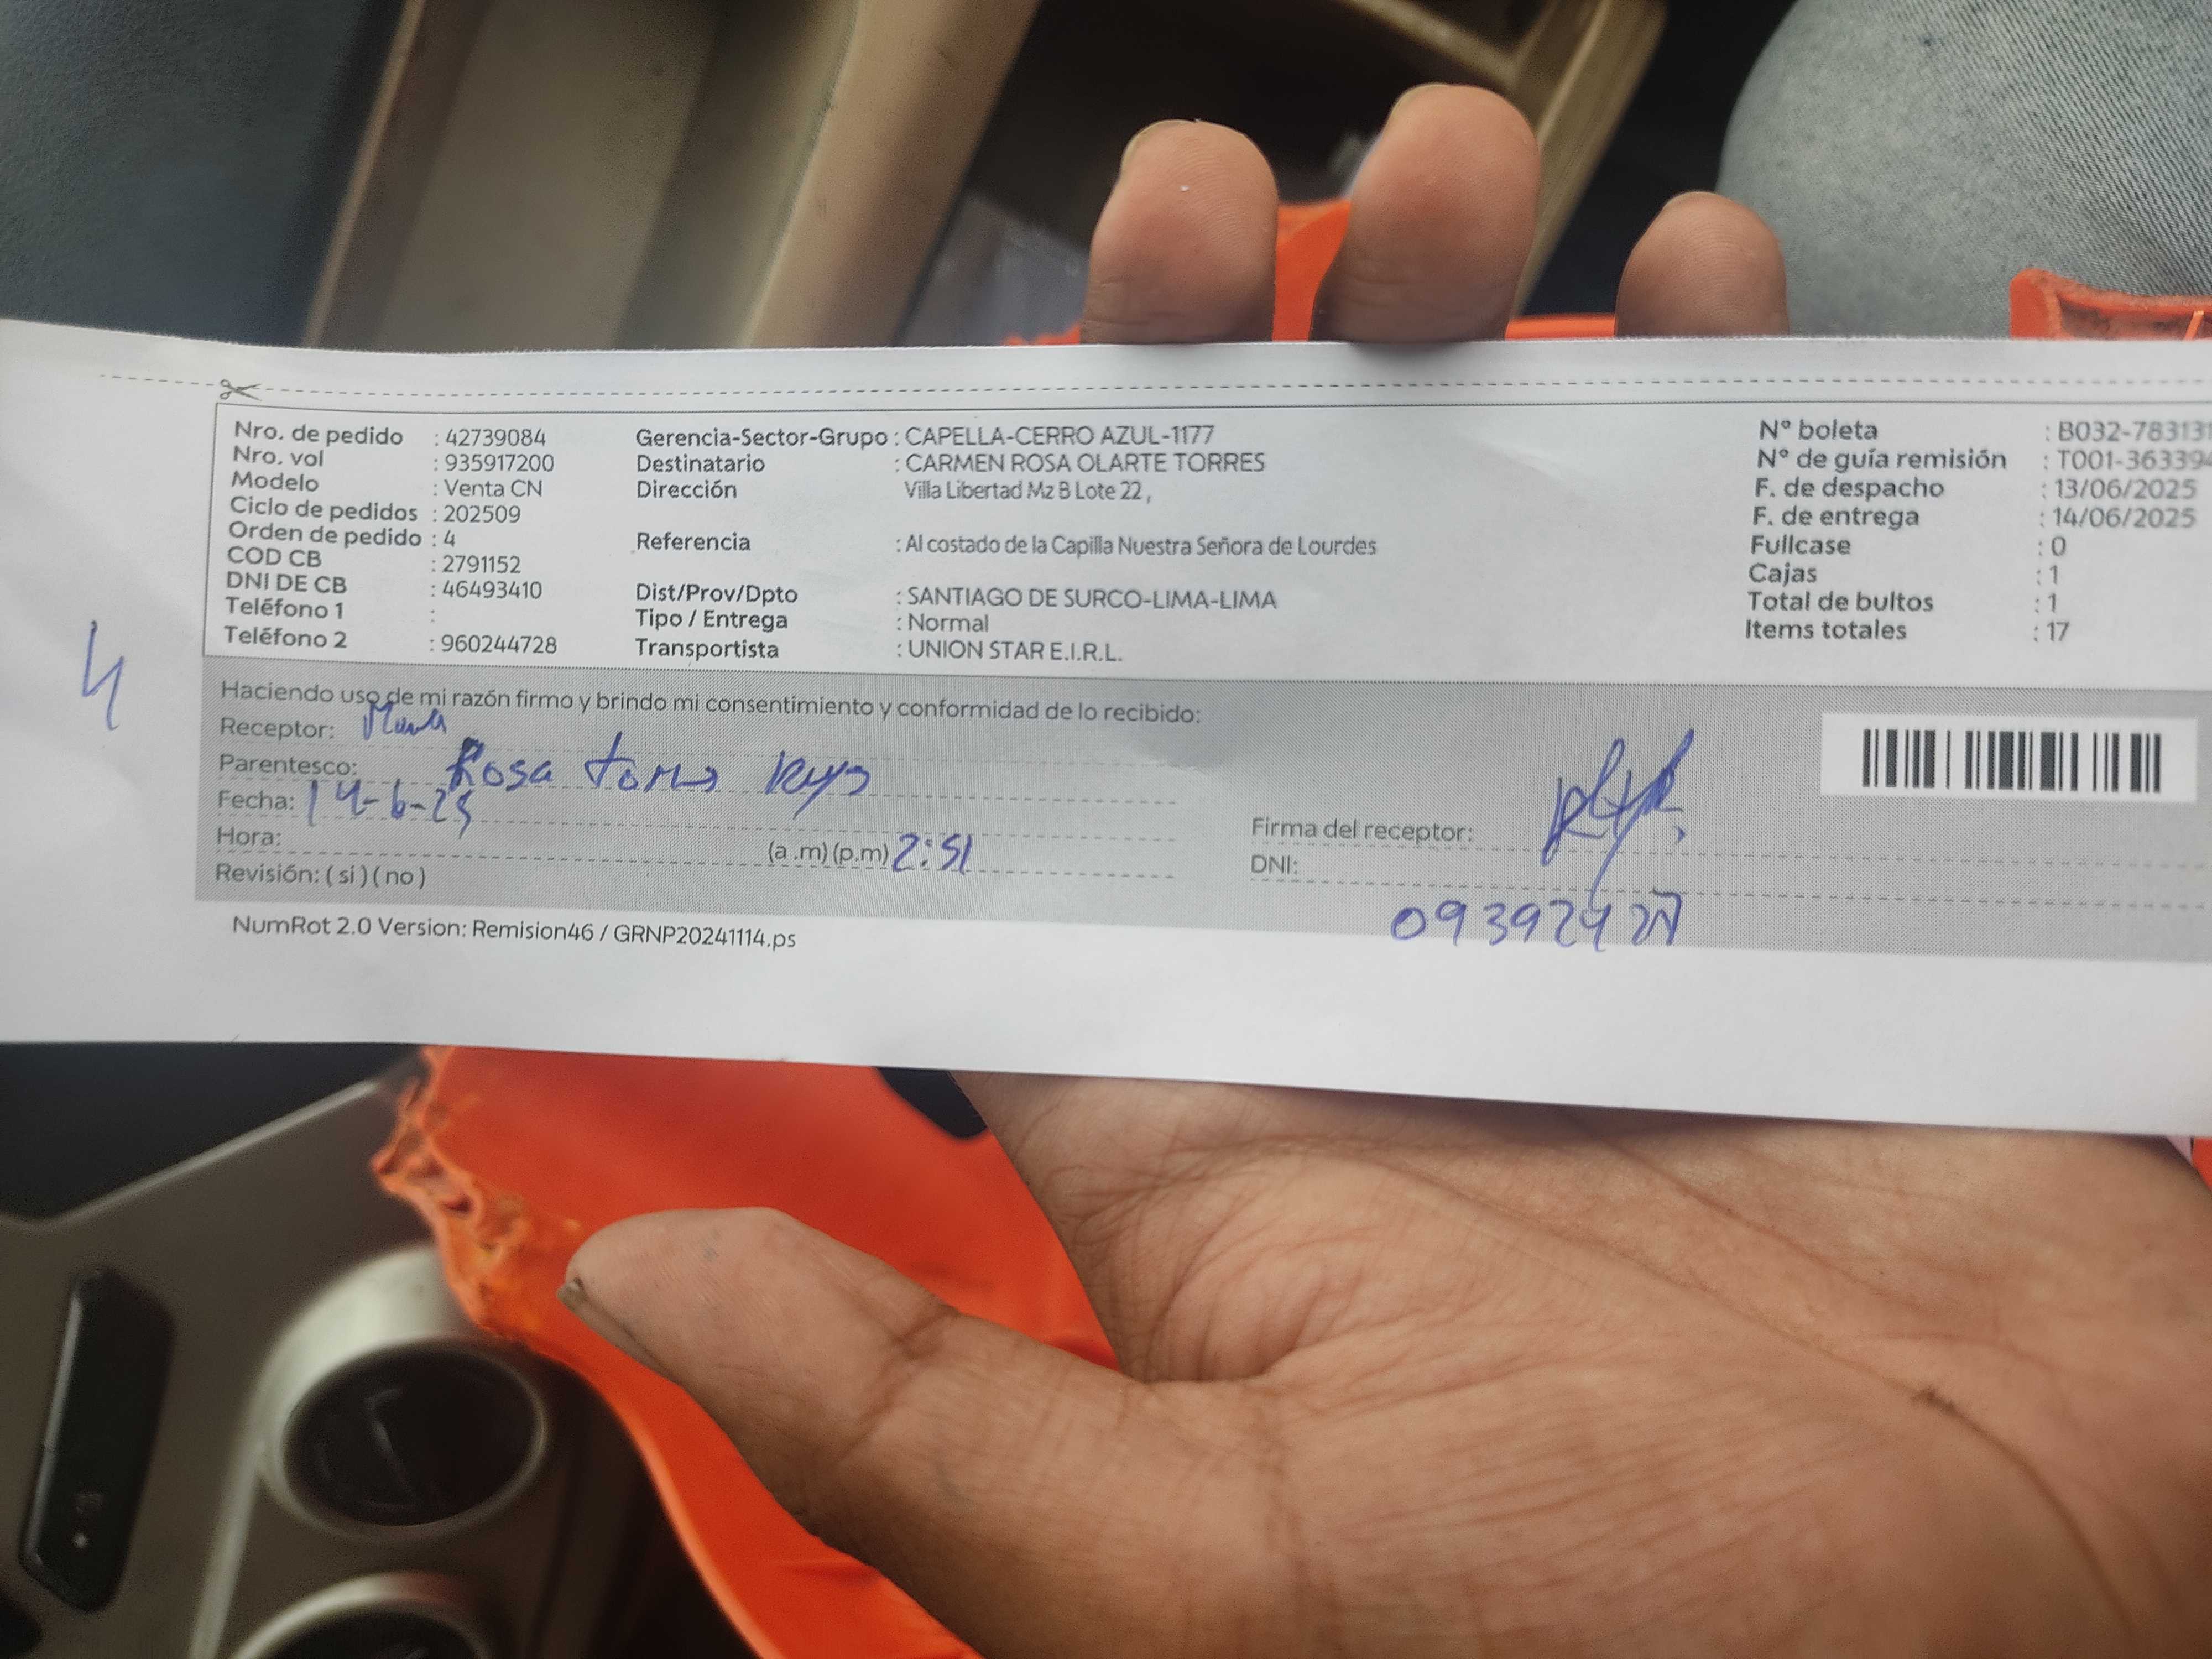 Nro. de pedido : 42739084
Nro. vol : 935917200
Modelo : Venta CN
Ciclo de pedidos : 202509
Orden de pedido : 4
COD CB : 2791152
DNI DE CB : 46493410
Teléfono 1 :
Teléfono 2 : 960244728
Gerencia-Sector-Grupo : CAPELLA-CERRO AZUL-1177
Destinatario : CARMEN ROSA OLARTE TORRES
Dirección Villa Libertad Mz B Lote 22 ,
Referencia : Al costado de la Capilla Nuestra Señora de Lourdes
Dist/Prov/Dpto : SANTIAGO DE SURCO-LIMA-LIMA
Tipo / Entrega : Normal
Transportista : UNION STAR E.I.R.L.
N° boleta : B032-78313
N° de guía remisión : T001-363394
F. de despacho : 13/06/2025
F. de entrega : 14/06/2025
Fullcase : 0
Cajas : 1
Total de bultos : 1
Items totales : 17
4
Haciendo uso de mi razón firmo y brindo mi consentimiento y conformidad de lo recibido:
Receptor:
Parentesco: Rosa
Fecha: 14-6-25
Hora: (a .m) (p.m) 2:51
Revisión: ( si ) ( no )
Firma del receptor:
DNI:
NumRot 2.0 Version: Remision46 / GRNP20241114.ps